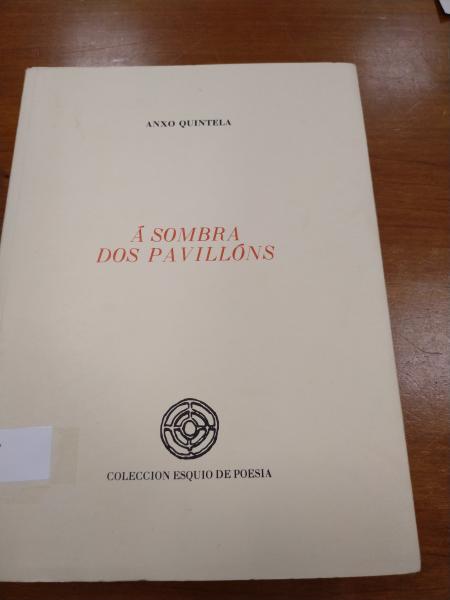 ANXO QUINTELA
Á SOMBRA
DOS PAVILLÓNS
COLECCION ESQUIO DE POESIA